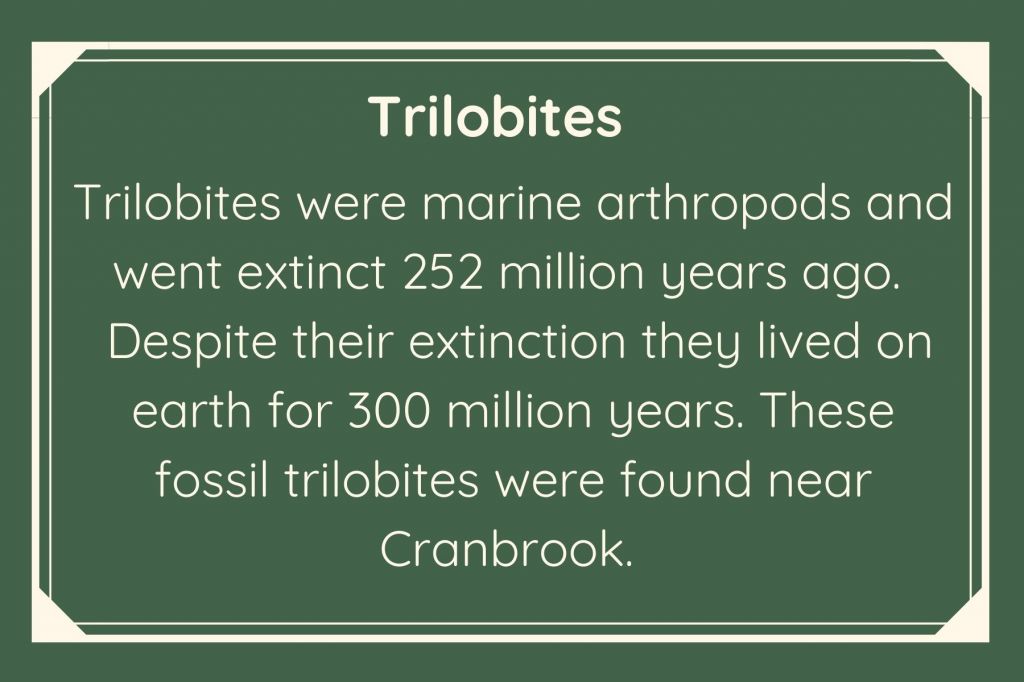 Trilobites
Trilobites were marine arthropods and
went extinct 252 million years ago.
Despite their extinction they lived on
earth for 300 million years. These
fossil trilobites were found near
Cranbrook.